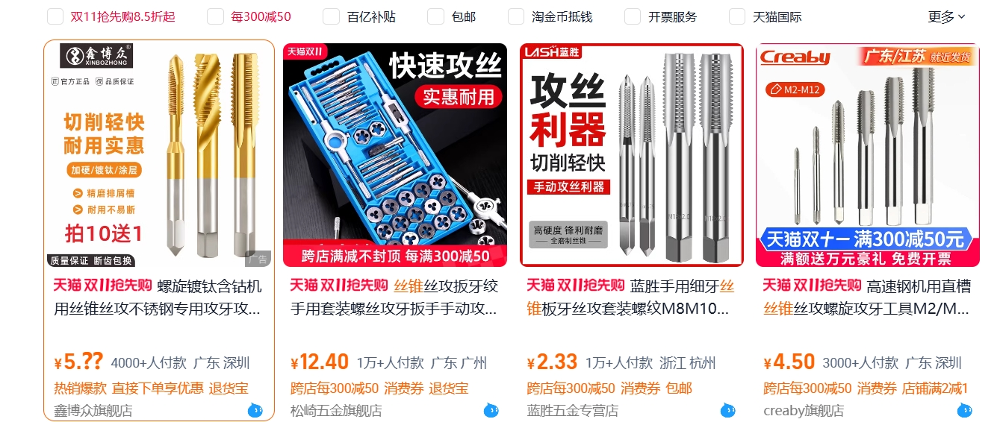 双11抢先购8.5折起
每300减50
百亿补贴
包邮
淘金币抵钱
开票服务
天猫国际
更多
鑫博众®
XINBOZHONG
官方正品
品质保证
切削轻快
耐用实惠
加硬/镀钛/涂层
精磨排屑槽
耐用不易断
拍10送1
质量保证 断齿包换
广告
天猫 双11抢先购 螺旋镀钛含钴机
用丝锥丝攻不锈钢专用攻牙攻...
¥5.?? 4000+人付款 广东 深圳
热销爆款 直接下单享优惠 退货宝
鑫博众旗舰店
天猫双11
快速攻丝
实惠耐用
跨店满减不封顶 每满300减50
天猫 双11抢先购 丝锥丝攻扳牙绞
手用套装螺丝攻牙扳手手动攻...
¥12.40 1万+人付款 广东 广州
跨店每300减50 消费券 退货宝
松崎五金旗舰店
LASH蓝胜
攻丝
利器
切削轻快
手动攻丝利器
高硬度 锋利耐磨
全磨制丝锥
天猫 双11抢先购 蓝胜手用细牙丝
锥板牙丝攻套装螺纹M8M10...
¥2.33 1万+人付款 浙江 杭州
跨店每300减50 消费券 包邮
蓝胜五金专营店
Creaby
广东/江苏 就近发货
M2-M12
天猫双十一 满300减50元
满额送万元豪礼 免费开票
天猫 双11抢先购 高速钢机用直槽
丝锥丝攻螺旋攻牙工具M2/M...
¥4.50 3000+人付款 广东 深圳
跨店每300减50 消费券 店铺满2减1
creaby旗舰店